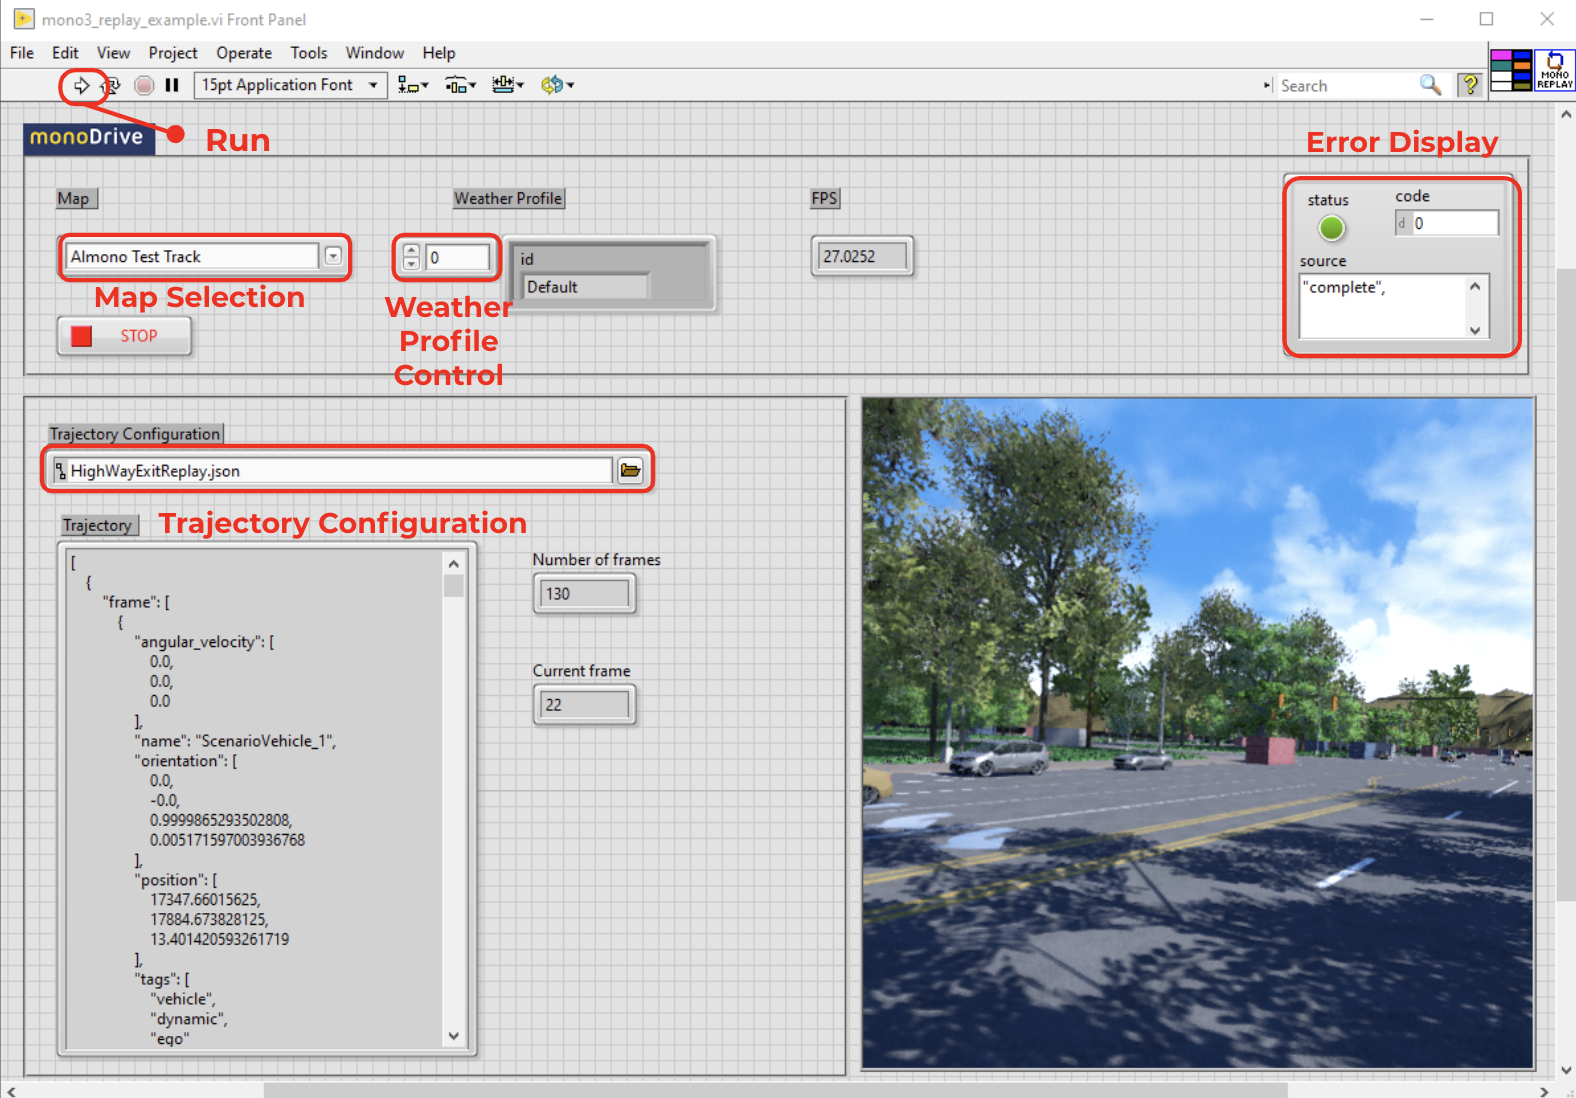 mono3_replay_example.vi Front Panel
File Edit View Project Operate Tools Window Help
15pt Application Font
Search
?
MONO
REPLAY
monoDrive
Run
Error Display
Map
Weather Profile
FPS
status
code
d 0
Almono Test Track
0
id
Default
27.0252
source
"complete",
Map Selection
Weather
Profile
Control
STOP
Trajectory Configuration
HighWayExitReplay.json
Trajectory
Trajectory Configuration
[
{
"frame": [
{
"angular_velocity": [
0.0,
0.0,
0.0
],
"name": "ScenarioVehicle_1",
"orientation": [
0.0,
-0.0,
0.9999865293502808,
0.005171597003936768
],
"position": [
17347.66015625,
17884.673828125,
13.401420593261719
],
"tags": [
"vehicle",
"dynamic",
"ego"
Number of frames
130
Current frame
22